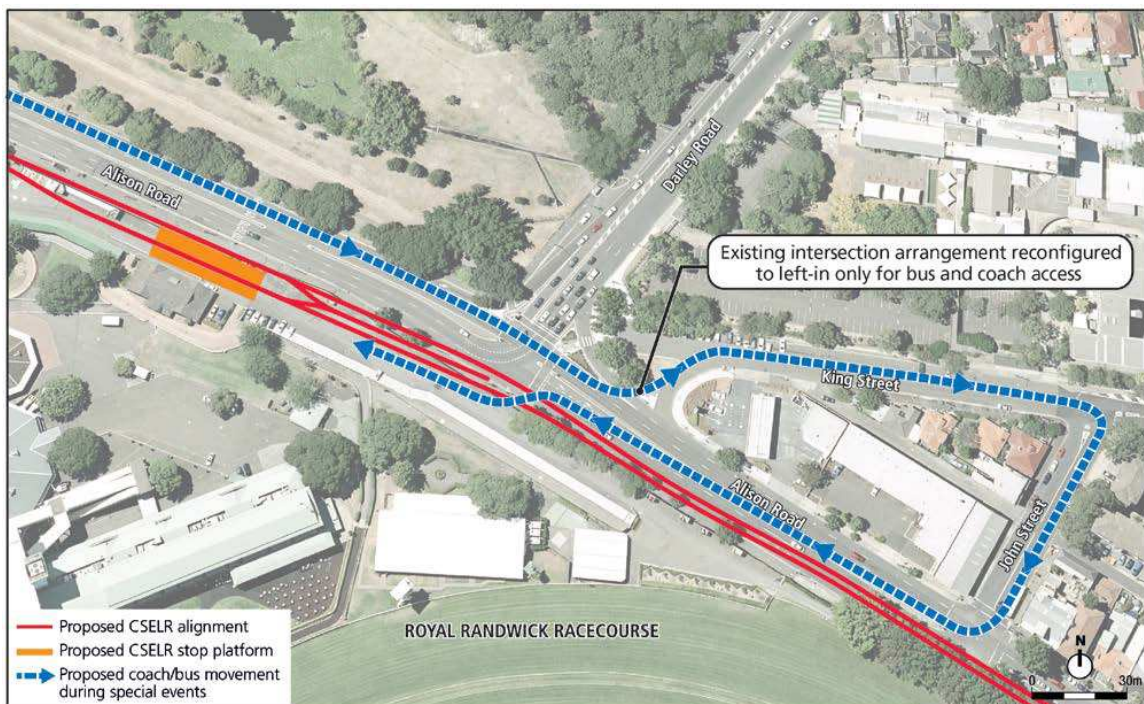 Alison Road
Darley Road
Existing intersection arrangement reconfigured
to left-in only for bus and coach access
King Street
Alison Road
John Street
ROYAL RANDWICK RACECOURSE
Proposed CSELR alignment
Proposed CSELR stop platform
Proposed coach/bus movement
during special events
N
0
30m